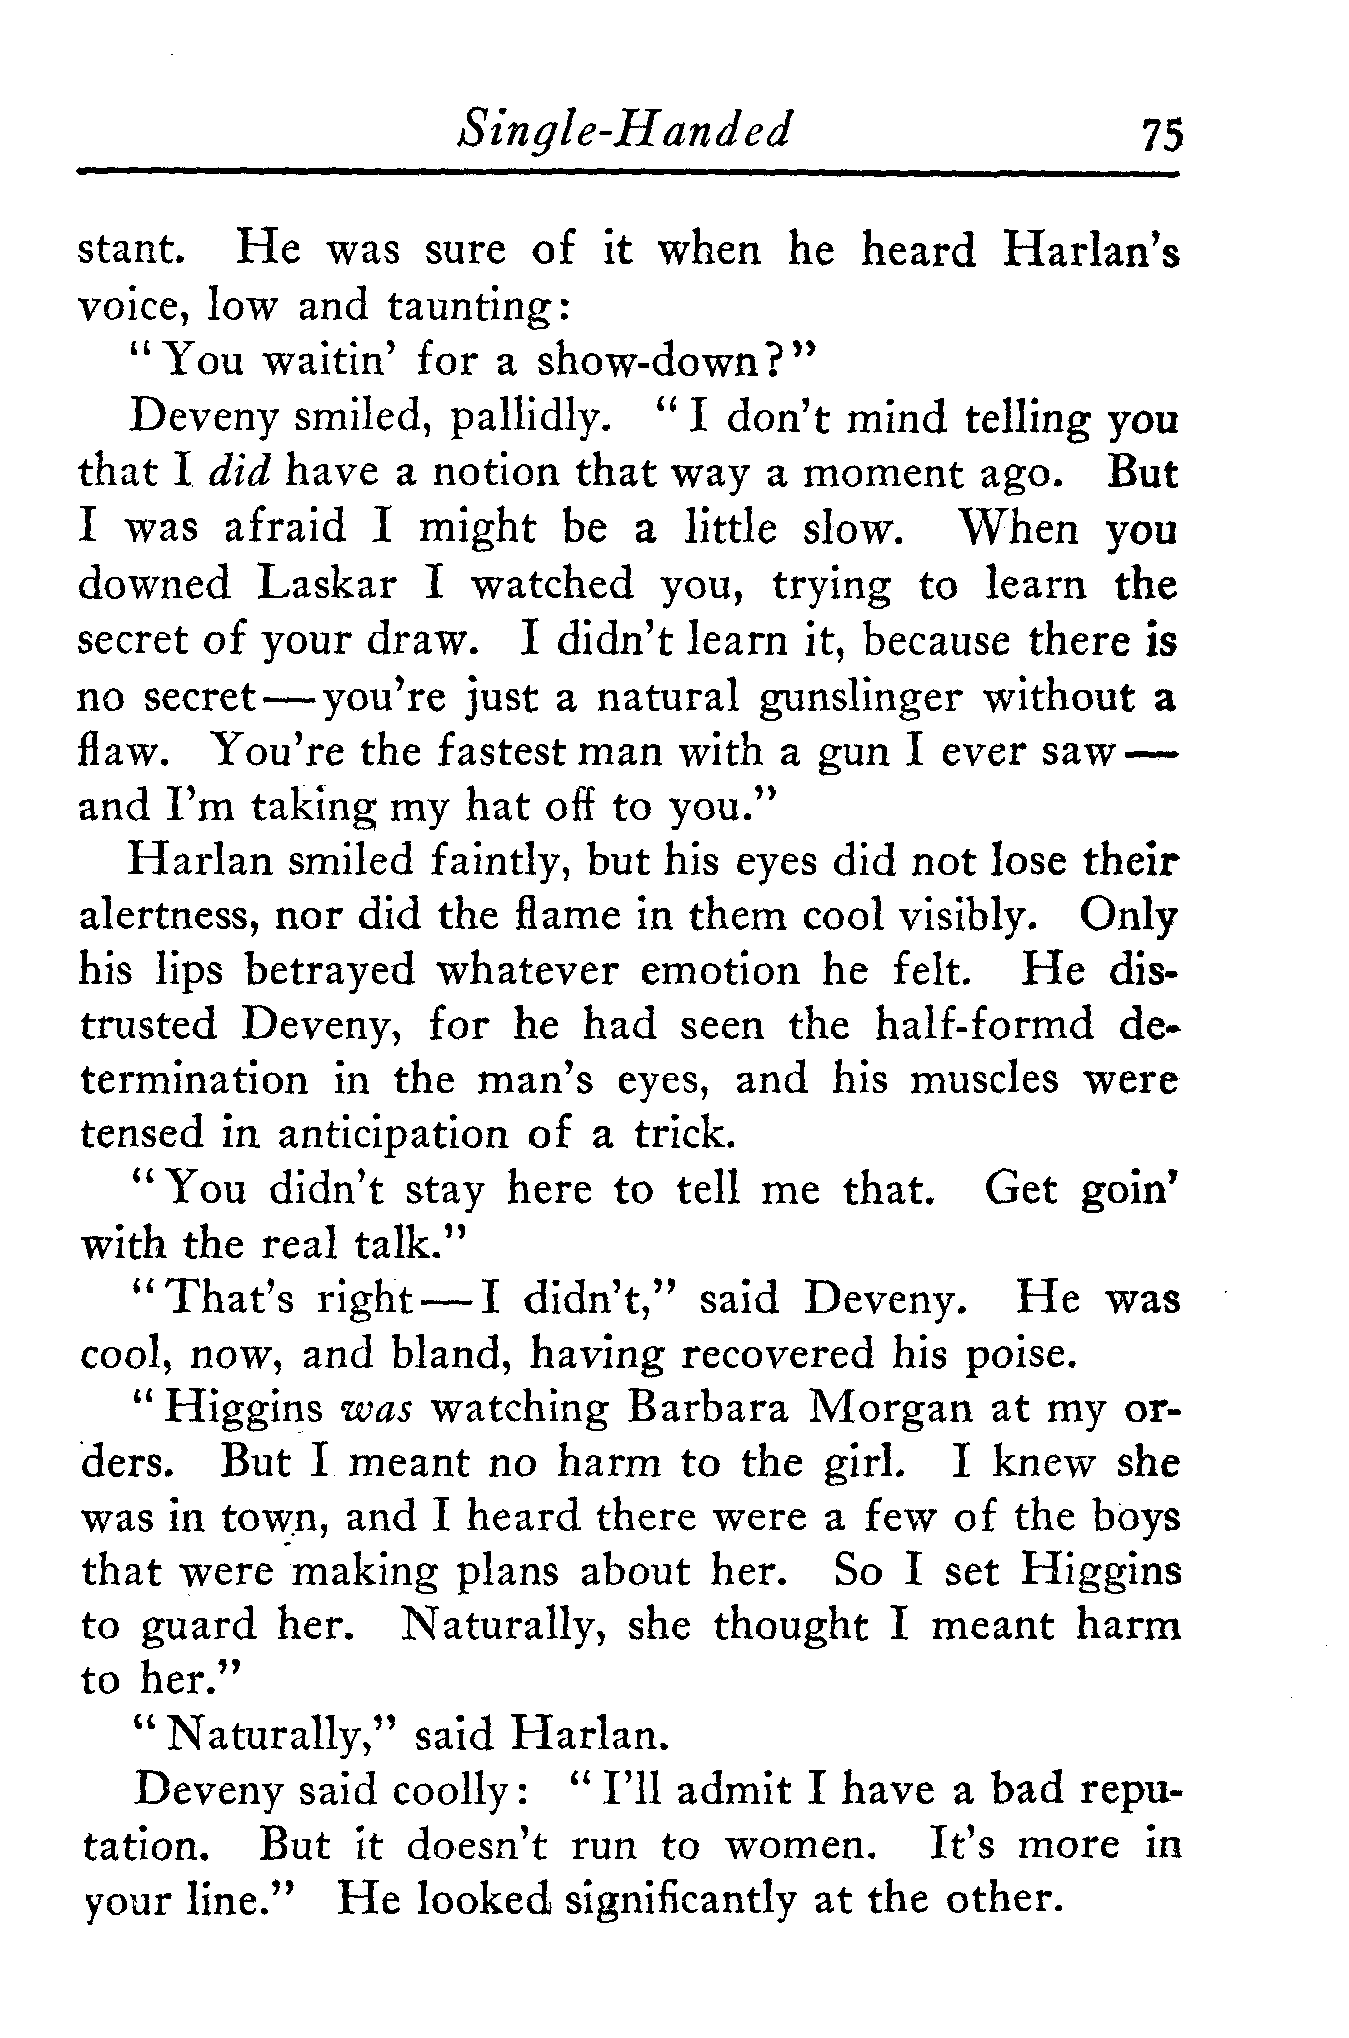 Single-Handed 75
stant. He was sure of it when he heard Harlan's
voice, low and taunting:
"You waitin' for a show-down?"
Deveny smiled, pallidly. "I don't mind telling you
that I did have a notion that way a moment ago. But
I was afraid I might be a little slow. When you
downed Laskar I watched you, trying to learn the
secret of your draw. I didn't learn it, because there is
no secret—you're just a natural gunslinger without a
flaw. You're the fastest man with a gun I ever saw—
and I'm taking my hat off to you."
Harlan smiled faintly, but his eyes did not lose their
alertness, nor did the flame in them cool visibly. Only
his lips betrayed whatever emotion he felt. He dis-
trusted Deveny, for he had seen the half-formd de-
termination in the man's eyes, and his muscles were
tensed in anticipation of a trick.
"You didn't stay here to tell me that. Get goin'
with the real talk."
"That's right—I didn't," said Deveny. He was
cool, now, and bland, having recovered his poise.
"Higgins was watching Barbara Morgan at my or-
ders. But I meant no harm to the girl. I knew she
was in town, and I heard there were a few of the boys
that were making plans about her. So I set Higgins
to guard her. Naturally, she thought I meant harm
to her."
"Naturally," said Harlan.
Deveny said coolly: "I'll admit I have a bad repu-
tation. But it doesn't run to women. It's more in
your line." He looked significantly at the other.